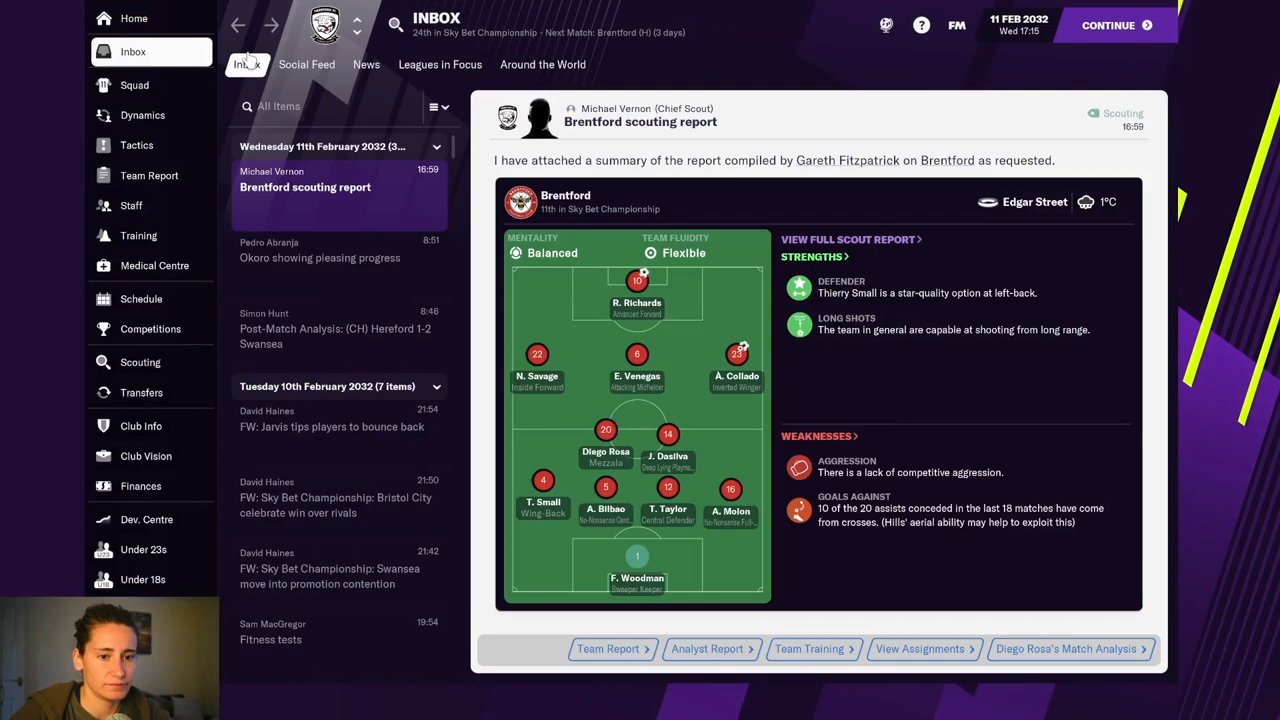 Home
Inbox
Squad
Dynamics
Tactics
Team Report
Staff
Training
Medical Centre
Schedule
Competitions
Scouting
Transfers
Club Info
Club Vision
Finances
Dev. Centre
Under 23s
Under 18s
INBOX
24th in Sky Bet Championship - Next Match: Brentford (H) (3 days)
FM
11 FEB 2032
Wed 17:15
CONTINUE
Inbox
Social Feed
News
Leagues in Focus
Around the World
All Items
Wednesday 11th February 2032 (3...
Michael Vernon
16:59
Brentford scouting report
Pedro Abranja
8:51
Okoro showing pleasing progress
Simon Hunt
8:46
Post-Match Analysis: (CH) Hereford 1-2
Swansea
Tuesday 10th February 2032 (7 items)
David Haines
21:54
FW: Jarvis tips players to bounce back
David Haines
21:50
FW: Sky Bet Championship: Bristol City
celebrate win over rivals
David Haines
21:42
FW: Sky Bet Championship: Swansea
move into promotion contention
Sam MacGregor
19:54
Fitness tests
Michael Vernon (Chief Scout)
Brentford scouting report
Scouting
16:59
I have attached a summary of the report compiled by Gareth Fitzpatrick on Brentford as requested.
Brentford
11th in Sky Bet Championship
Edgar Street
1°C
MENTALITY
Balanced
TEAM FLUIDITY
Flexible
10
R. Richards
Advanced Forward
22
N. Savage
Inside Forward
6
E. Venegas
Attacking Midfielder
23
À. Collado
Inverted Winger
20
Diego Rosa
Mezzala
14
J. Dasilva
Deep Lying Playma...
4
T. Small
Wing-Back
5
A. Bilbao
No-Nonsense Cent...
12
T. Taylor
Central Defender
16
A. Molon
No-Nonsense Full-...
1
F. Woodman
Sweeper Keeper
VIEW FULL SCOUT REPORT >
STRENGTHS >
DEFENDER
Thierry Small is a star-quality option at left-back.
LONG SHOTS
The team in general are capable at shooting from long range.
WEAKNESSES >
AGGRESSION
There is a lack of competitive aggression.
GOALS AGAINST
10 of the 20 assists conceded in the last 18 matches have
come from crosses. (Hills' aerial ability may help to exploit this)
Team Report >
Analyst Report >
Team Training >
View Assignments >
Diego Rosa's Match Analysis >